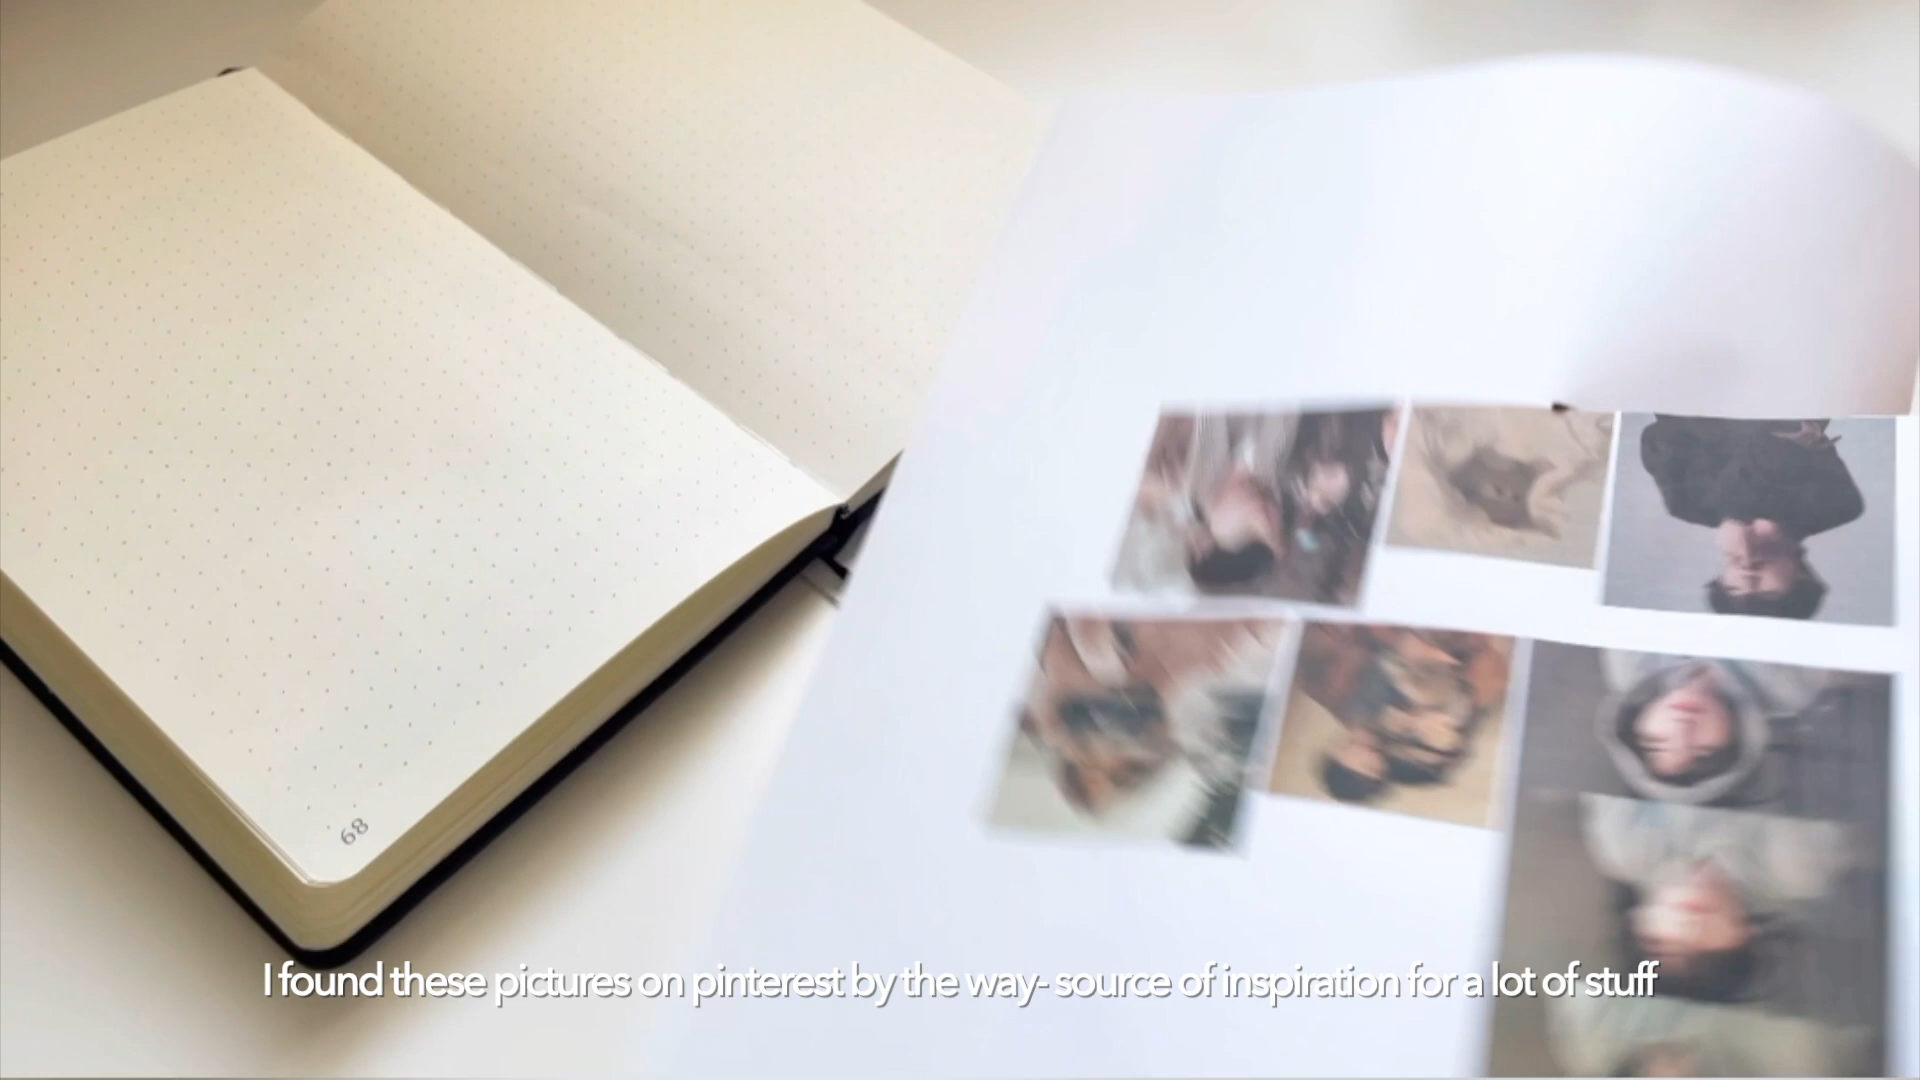 68
I found these pictures on pinterest by the way- source of inspiration for a lot of stuff